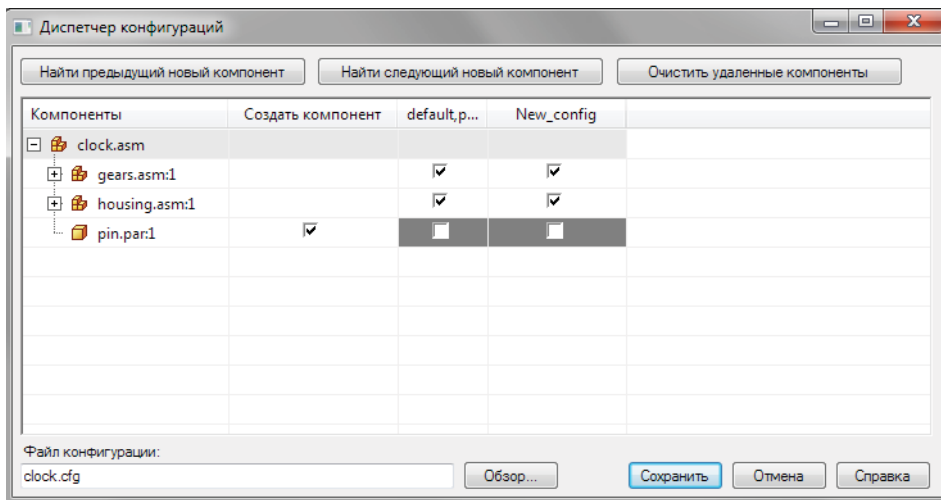 Диспетчер конфигураций
Найти предыдущий новый компонент Найти следующий новый компонент Очистить удаленные компоненты
Компоненты Создать компонент default,p... New_config
clock.asm
gears.asm:1
housing.asm:1
pin.par:1
Файл конфигурации:
clock.cfg Обзор... Сохранить Отмена Справка